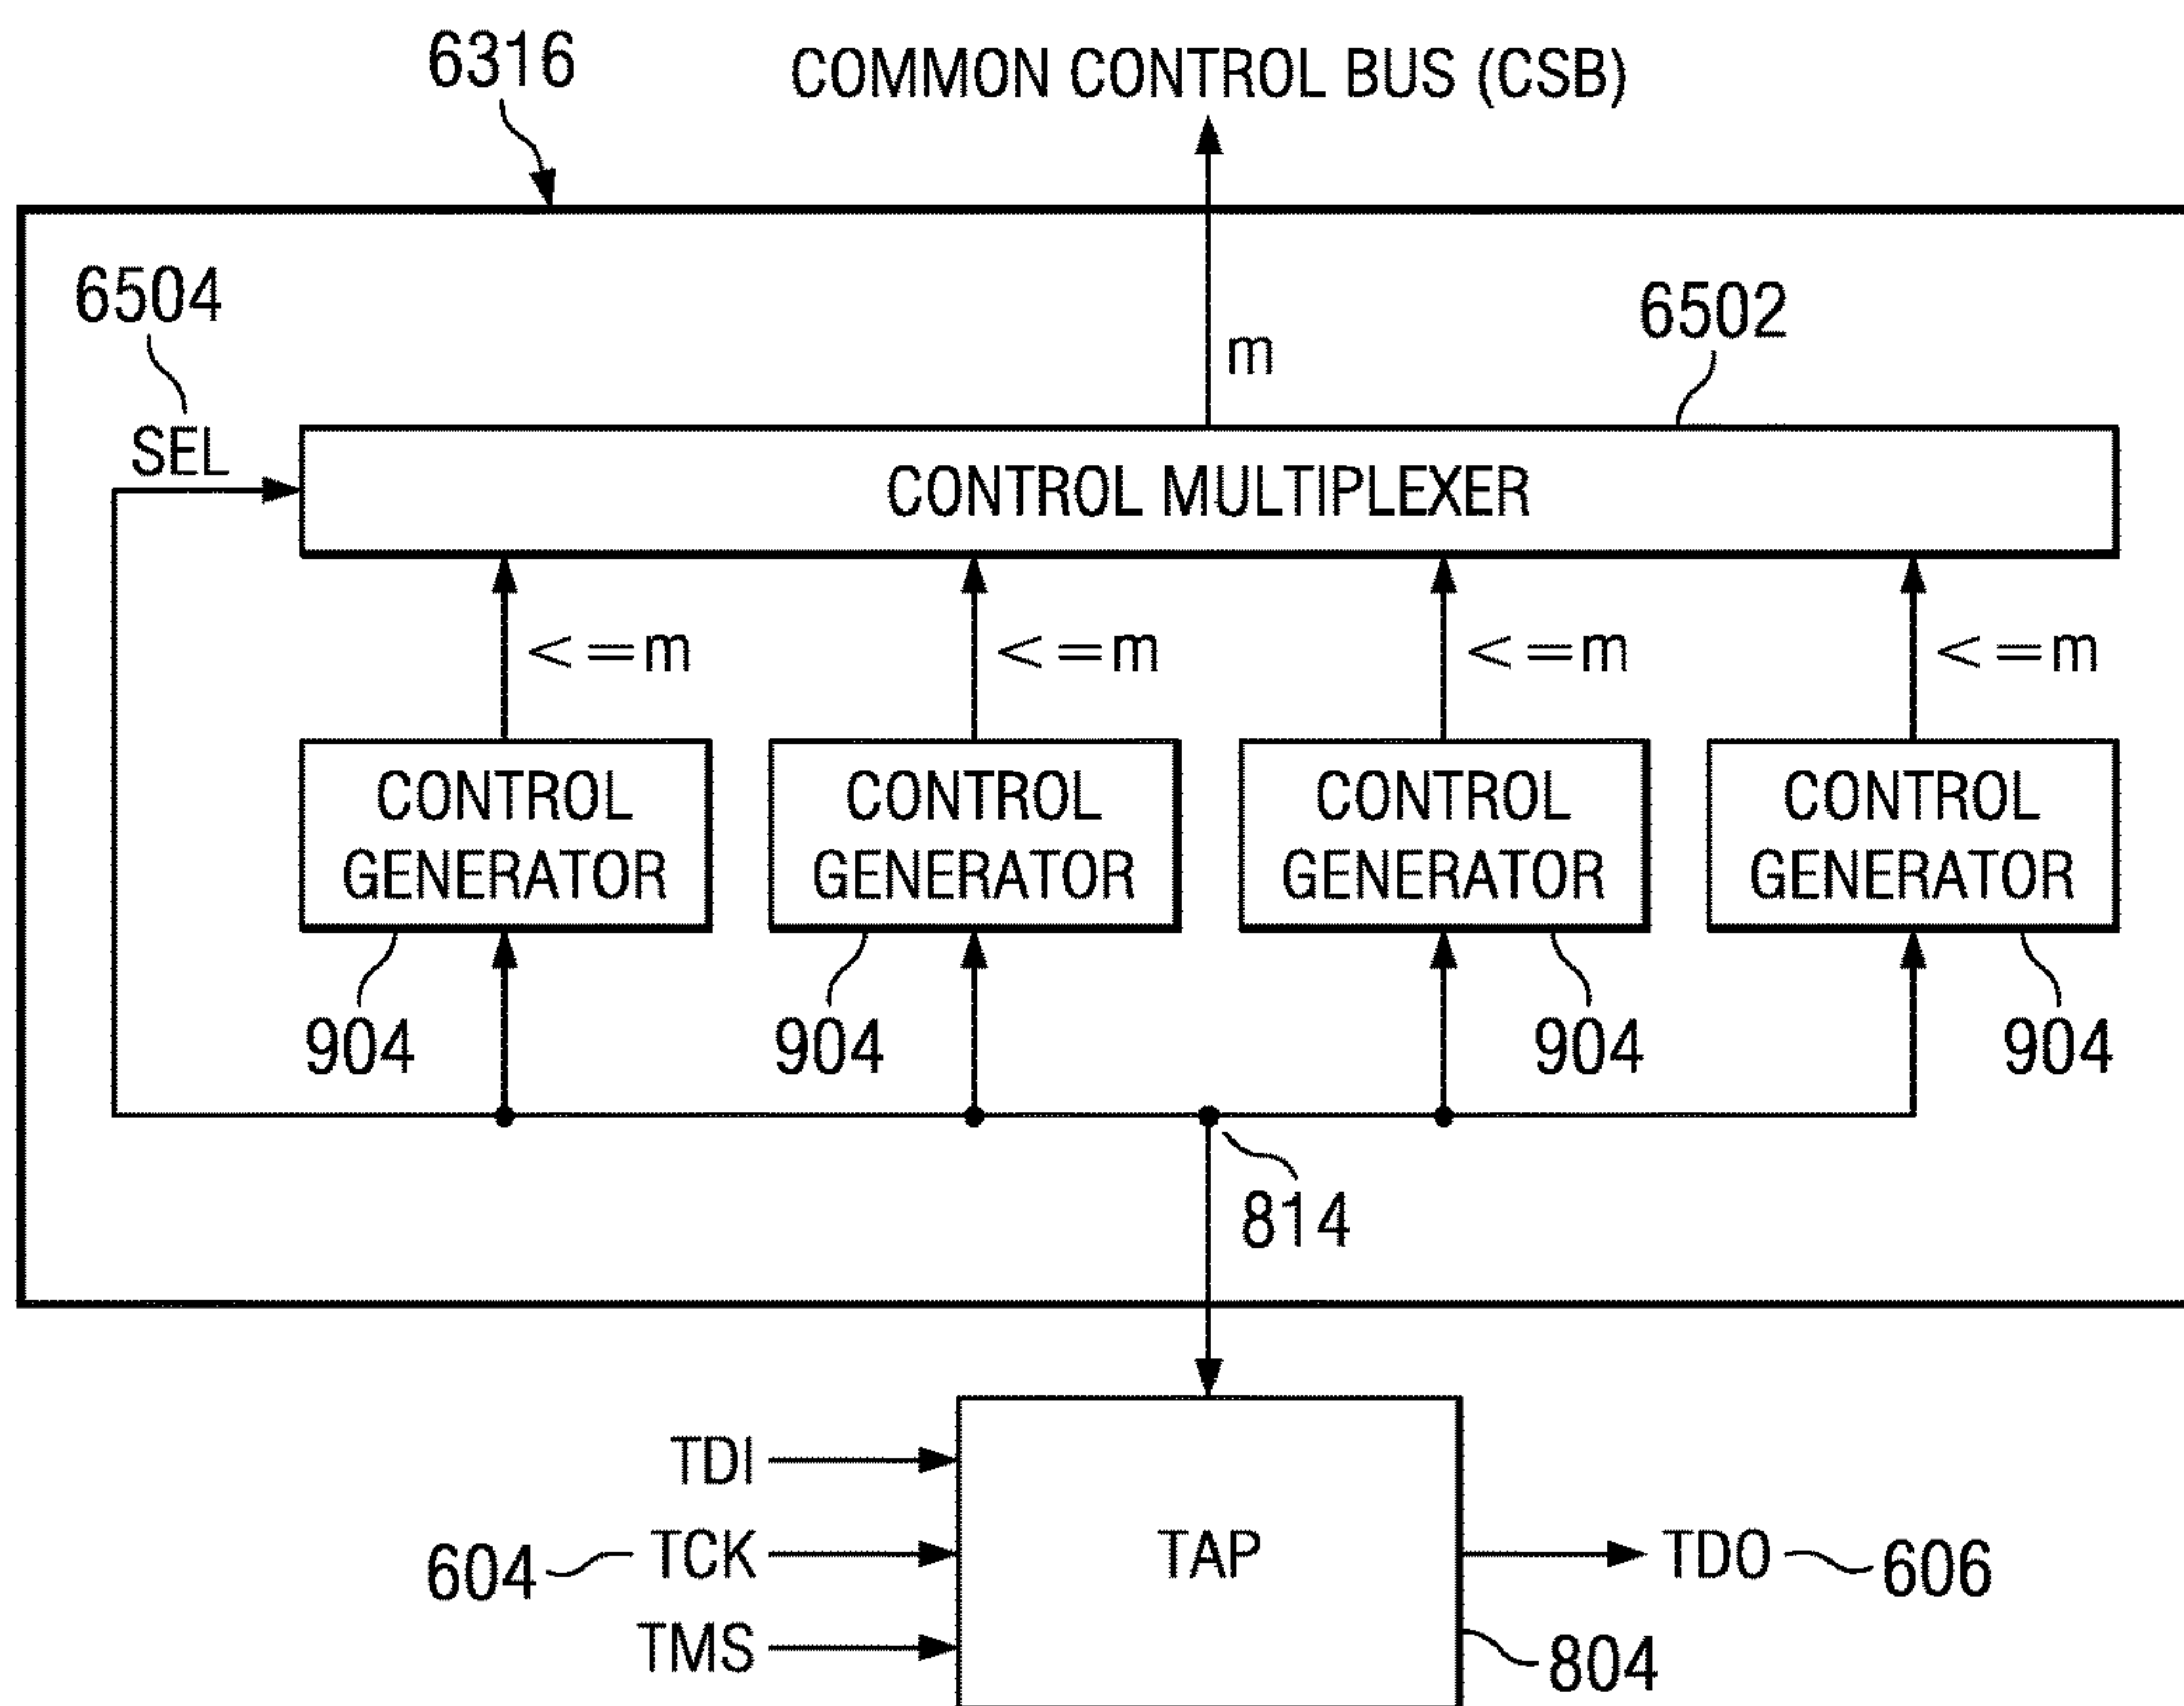 6316
COMMON CONTROL BUS (CSB)
6504
6502
m
SEL
CONTROL MULTIPLEXER
<=m
<=m
<=m
<=m
CONTROL
GENERATOR
CONTROL
GENERATOR
CONTROL
GENERATOR
CONTROL
GENERATOR
904
904
904
904
814
TDI
604
TCK
TMS
TAP
TDO
606
804